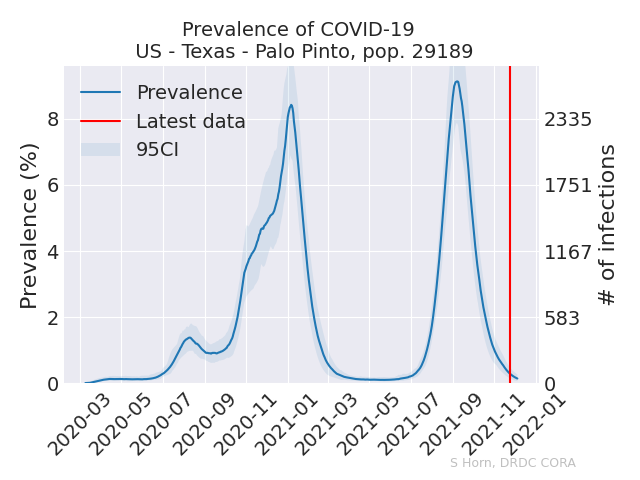 Prevalence of COVID-19
US - Texas - Palo Pinto, pop. 29189
Prevalence
Latest data
95CI
Prevalence (%)
8
6
4
2
0
2335
1751
1167
583
0
# of infections
2020-03
2020-05
2020-07
2020-09
2020-11
2021-01
2021-03
2021-05
2021-07
2021-09
2021-11
2022-01
S Horn, DRDC CORA